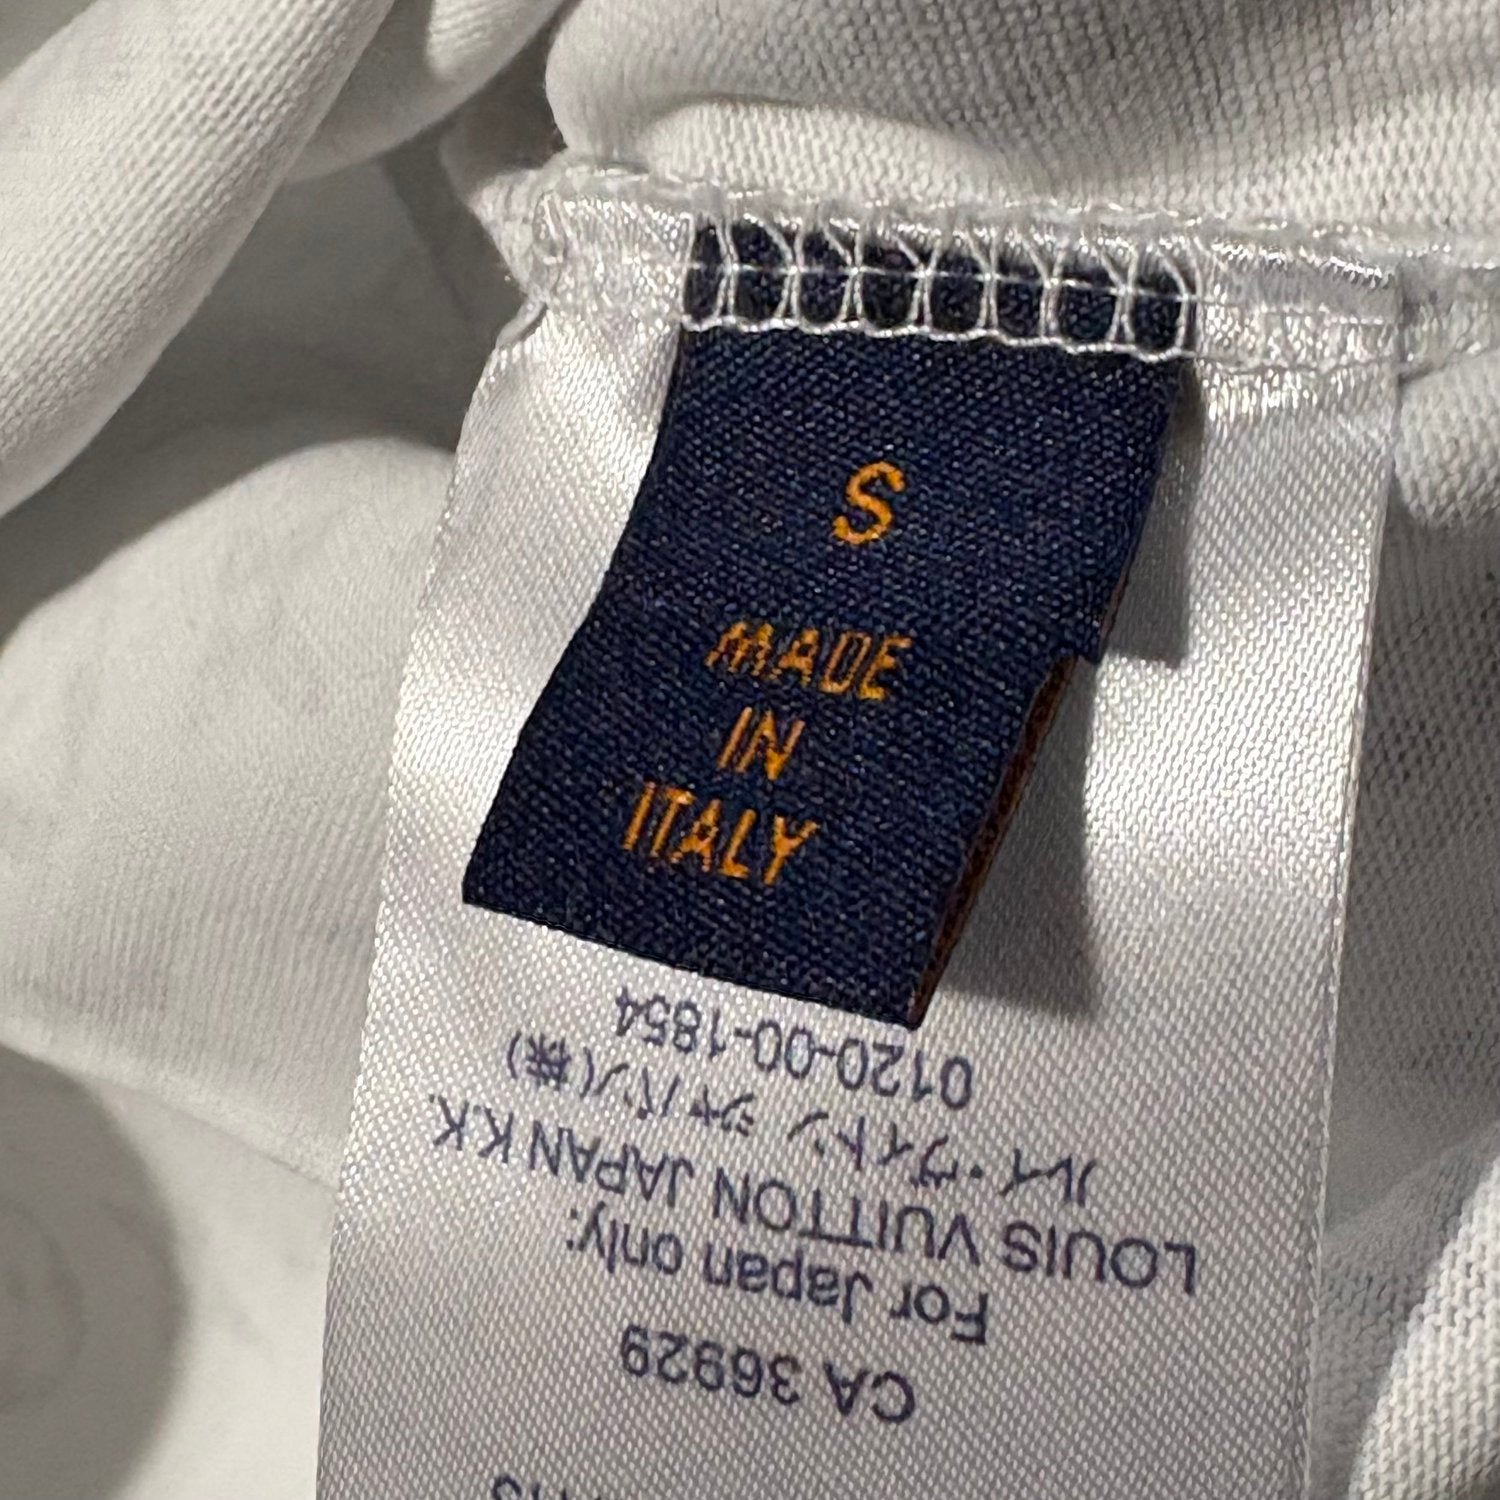 S
MADE
IN
ITALY
CA 36929
For Japan only:
LOUIS VUITTON JAPAN K.K.
ルイ・ヴィトン ジャパン(株)
0120-00-1854